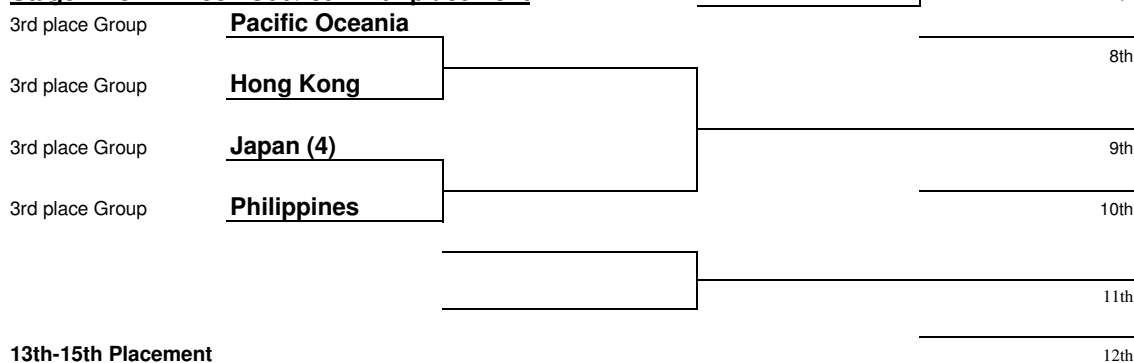 3rd place Group Pacific Oceania
8th
3rd place Group Hong Kong
3rd place Group Japan (4)
9th
3rd place Group Philippines
10th
11th
13th-15th Placement
12th